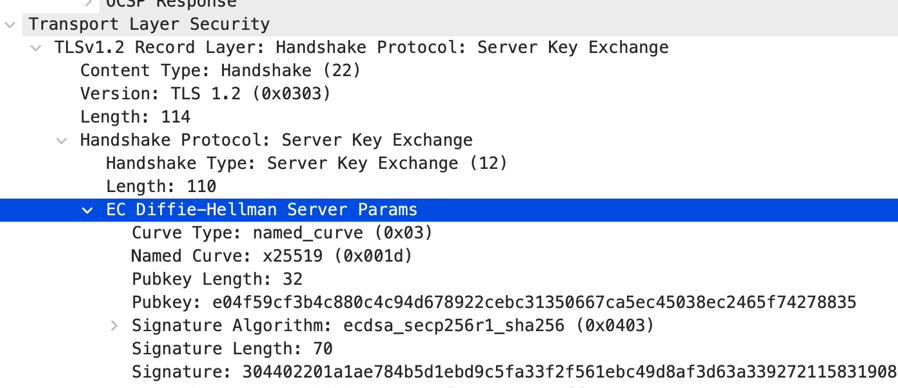 OCSP Response
Transport Layer Security
TLSv1.2 Record Layer: Handshake Protocol: Server Key Exchange
Content Type: Handshake (22)
Version: TLS 1.2 (0x0303)
Length: 114
Handshake Protocol: Server Key Exchange
Handshake Type: Server Key Exchange (12)
Length: 110
EC Diffie-Hellman Server Params
Curve Type: named_curve (0x03)
Named Curve: x25519 (0x001d)
Pubkey Length: 32
Pubkey: e04f59cf3b4c880c4c94d678922cebc31350667ca5ec45038ec2465f74278835
Signature Algorithm: ecdsa_secp256r1_sha256 (0x0403)
Signature Length: 70
Signature: 304402201a1ae784b5d1ebd9c5fa33f2f561ebc49d8af3d63a339272115831908